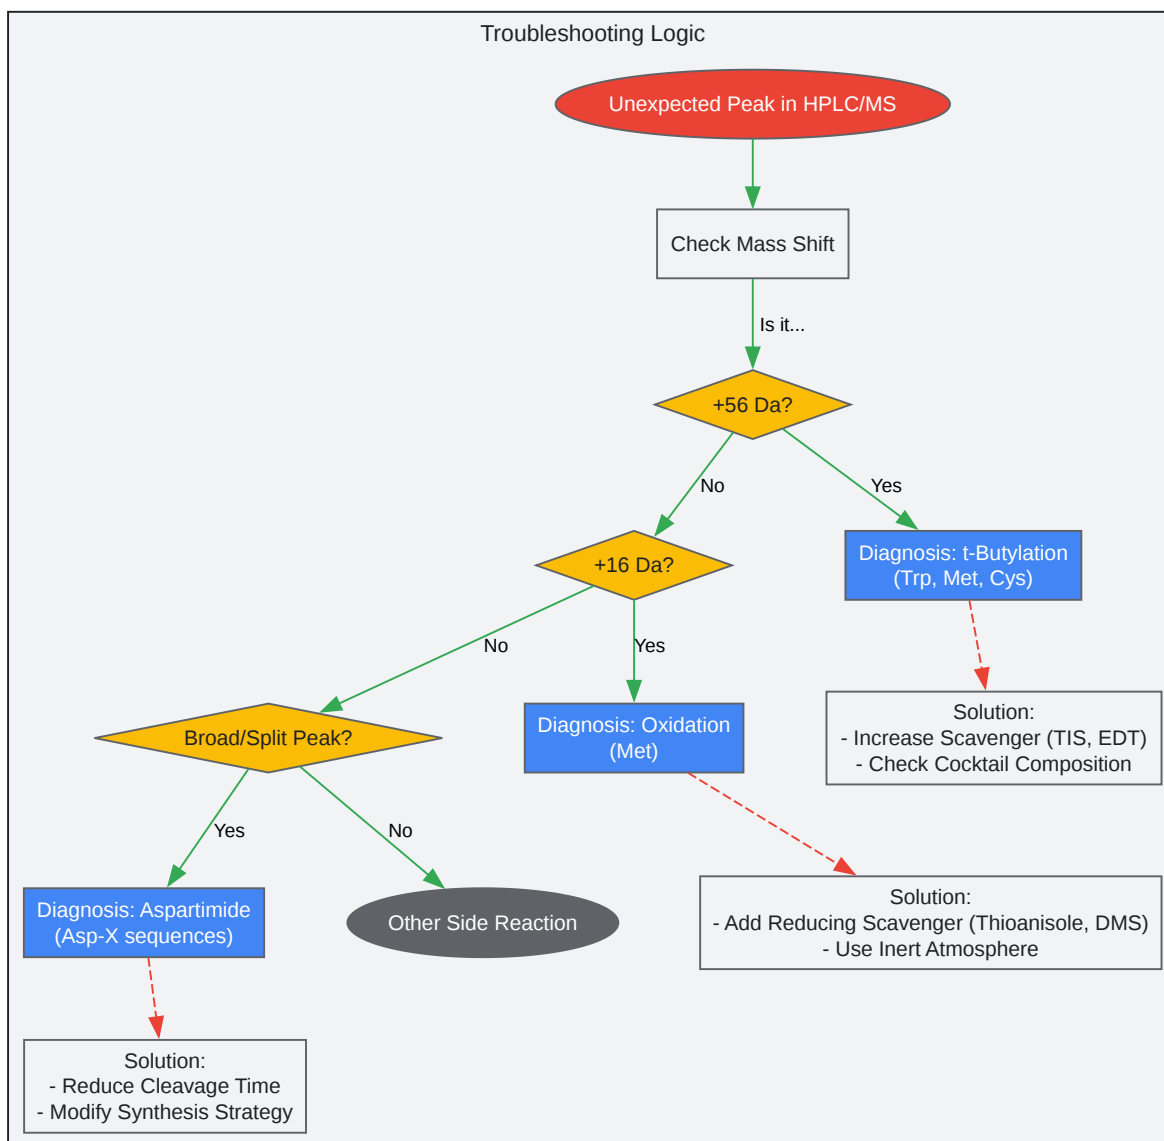 Troubleshooting Logic
Unexpected Peak in HPLC/MS
Check Mass Shift
Is it...
+56 Da?
No
Yes
+16 Da?
Diagnosis: t-Butylation
(Trp, Met, Cys)
No
Yes
Solution:
- Increase Scavenger (TIS, EDT)
- Check Cocktail Composition
Broad/Split Peak?
Diagnosis: Oxidation
(Met)
Yes
No
Diagnosis: Aspartimide
(Asp-X sequences)
Other Side Reaction
Solution:
- Add Reducing Scavenger (Thioanisole, DMS)
- Use Inert Atmosphere
Solution:
- Reduce Cleavage Time
- Modify Synthesis Strategy